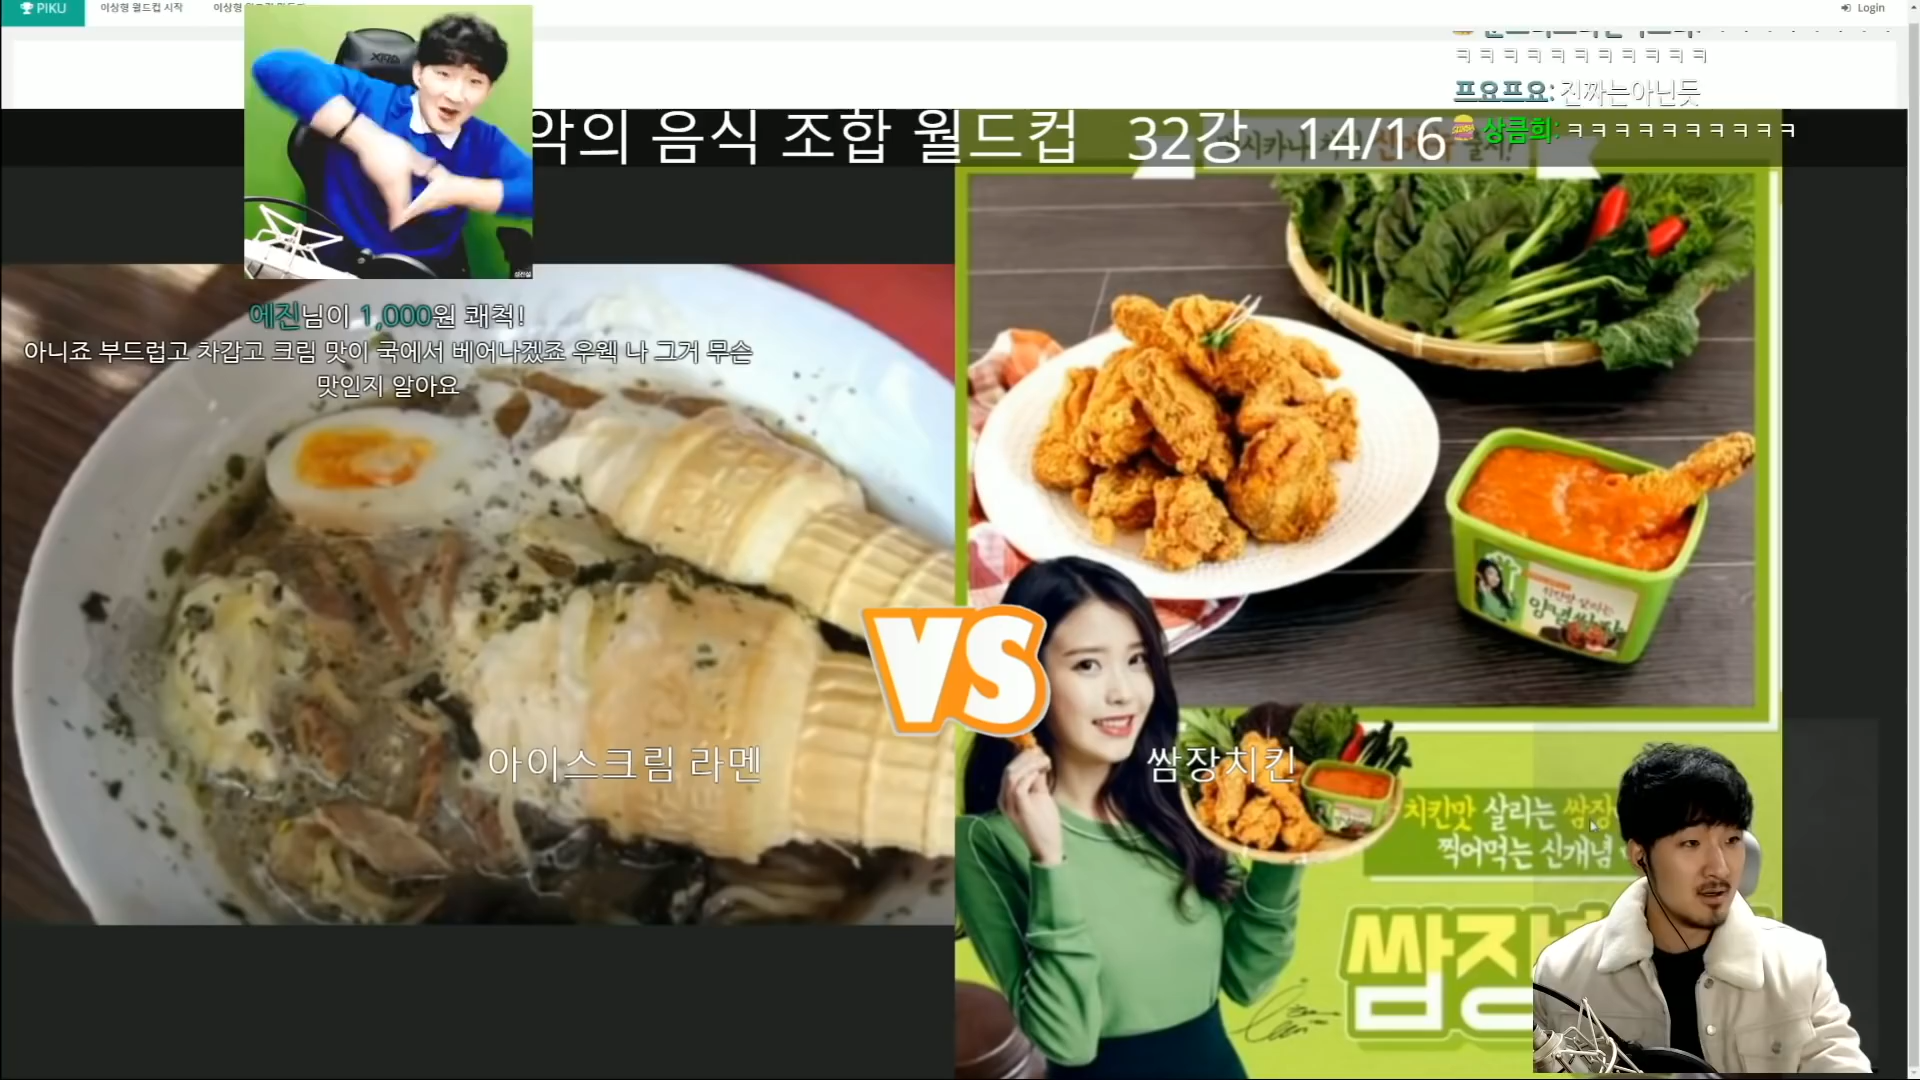 PIKU 이상형 월드컵 시작 이상형
Login
ㅋㅋㅋㅋㅋㅋㅋㅋㅋㅋㅋ
프요프요: 진짜는아닌듯
상큼희: ㅋㅋㅋㅋㅋㅋㅋㅋㅋㅋ
악의 음식 조합 월드컵 32강 14/16
예진님이 1,000원 쾌척!
아니죠 부드럽고 차갑고 크림 맛이 국에서 베어나겠죠 우웩 나 그거 무슨
맛인지 알아요
VS
아이스크림 라멘
쌈장치킨
치킨맛 살리는 쌈장
찍어먹는 신개념
쌈장